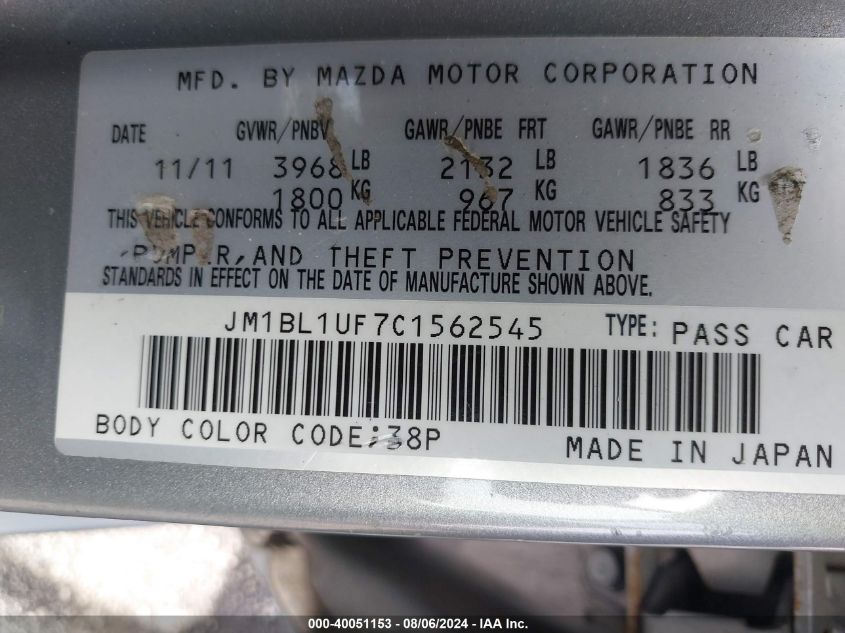 MFD. BY MAZDA MOTOR CORPORATION
DATE GVWR/PNBV GAWR/PNBE FRT GAWR/PNBE RR
11/11 3968 LB 2132 LB 1836 LB
1800 KG 967 KG 833 KG
THIS VEHICLE CONFORMS TO ALL APPLICABLE FEDERAL MOTOR VEHICLE SAFETY
AND THEFT PREVENTION
STANDARDS IN EFFECT ON THE DATE OF MANUFACTURE SHOWN ABOVE.
JM1BL1UF7C1562545 TYPE: PASS CAR
BODY COLOR CODE:38P
MADE IN JAPAN
000-40051153 - 08/06/2024 - IAA Inc.